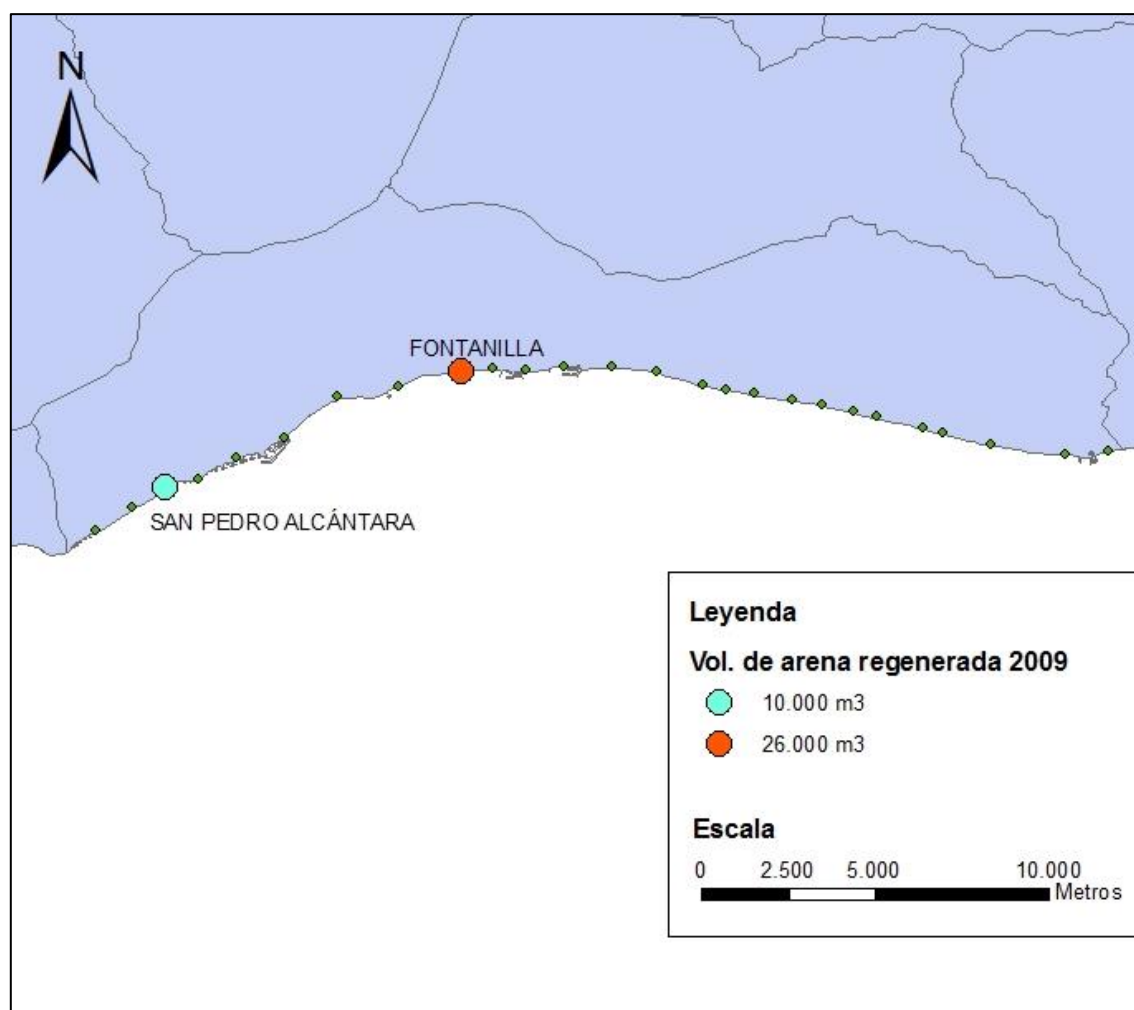 N
FONTANILLA
SAN PEDRO ALCÁNTARA
Leyenda
Vol. de arena regenerada 2009
10.000 m3
26.000 m3
Escala
0 2.500 5.000 10.000
Metros